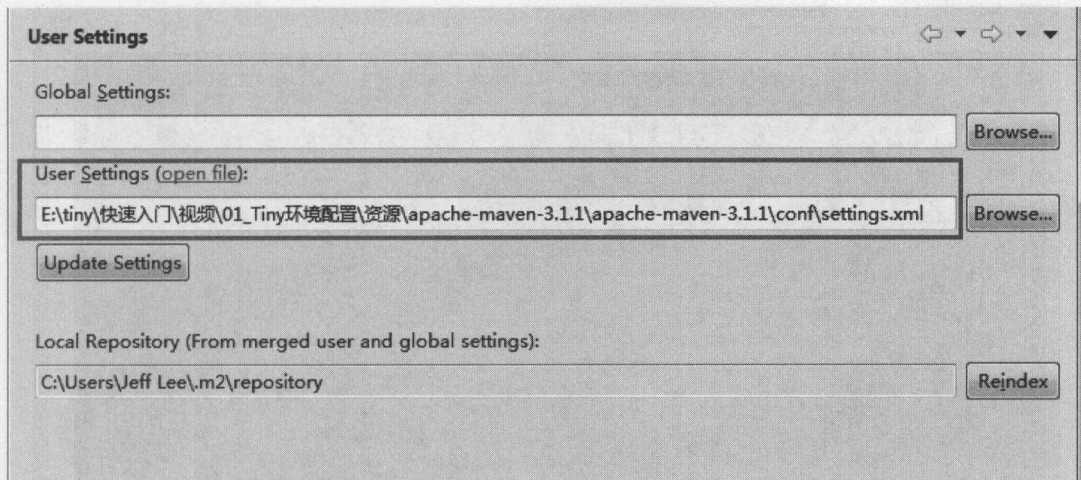 User Settings
Global Settings:
Browse...
User Settings (open file):
E:\tiny\快速入门\视频\01_Tiny环境配置\资源\apache-maven-3.1.1\apache-maven-3.1.1\conf\settings.xml
Browse...
Update Settings
Local Repository (From merged user and global settings):
C:\Users\Jeff Lee\.m2\repository
Reindex